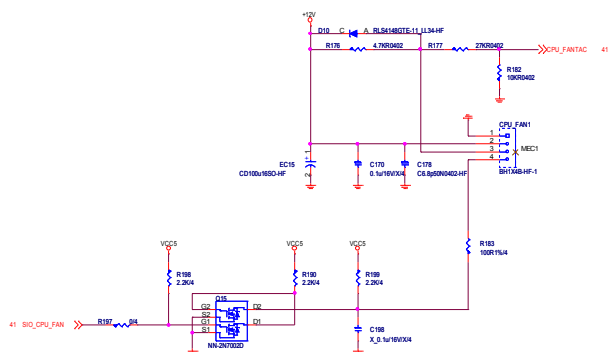 +12V
D10 C A RLS4148GTE-11_LL34-HF
R176 4.7KR0402 R177 27KR0402
CPU_FANTAC 41
R182
10KR0402
CPU_FAN1
1
2
3
4
MEC1
BH1X4B-HF-1
EC15
CD100u16SO-HF
+ 1
2
C170
0.1u/16V/X/4
C178
C6.8p50N0402-HF
R183
100R1%/4
VCC5
VCC5
VCC5
R198
2.2K/4
R190
2.2K/4
R199
2.2K/4
Q15
G2
S2
G1
S1
D2
D1
NN-2N7002D
41 SIO_CPU_FAN R197 0/4
C198
X_0.1u/16V/X/4